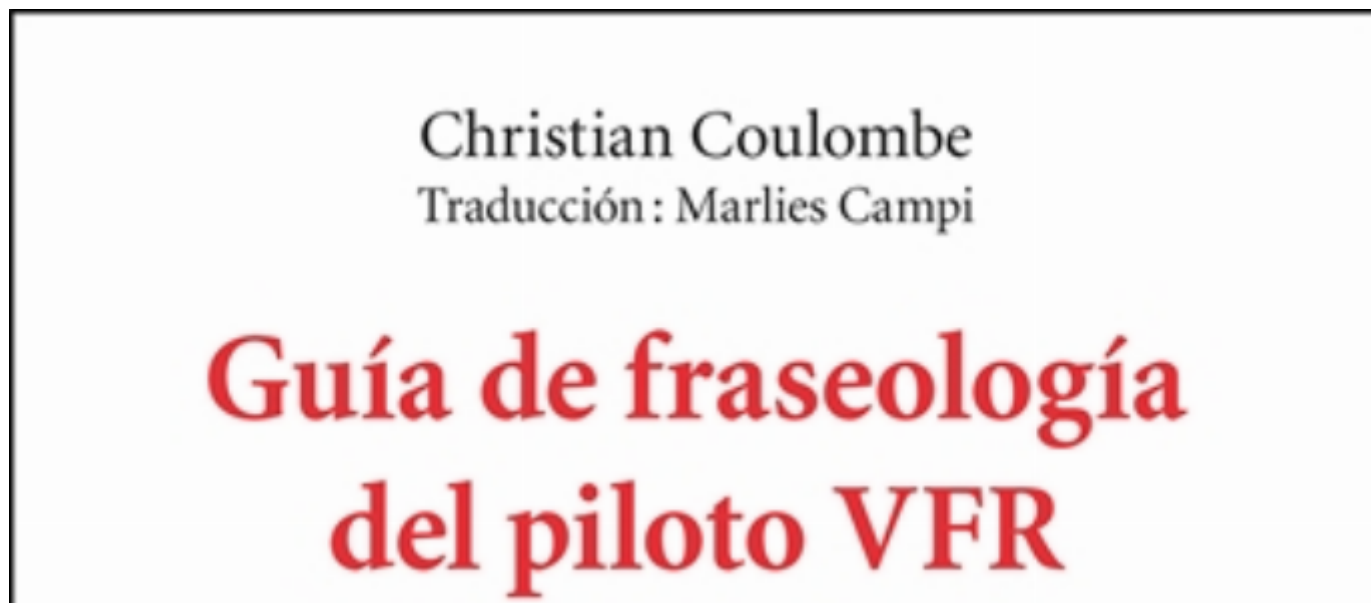 Christian Coulombe
Traducción: Marlies Campi
Guía de fraseología
del piloto VFR